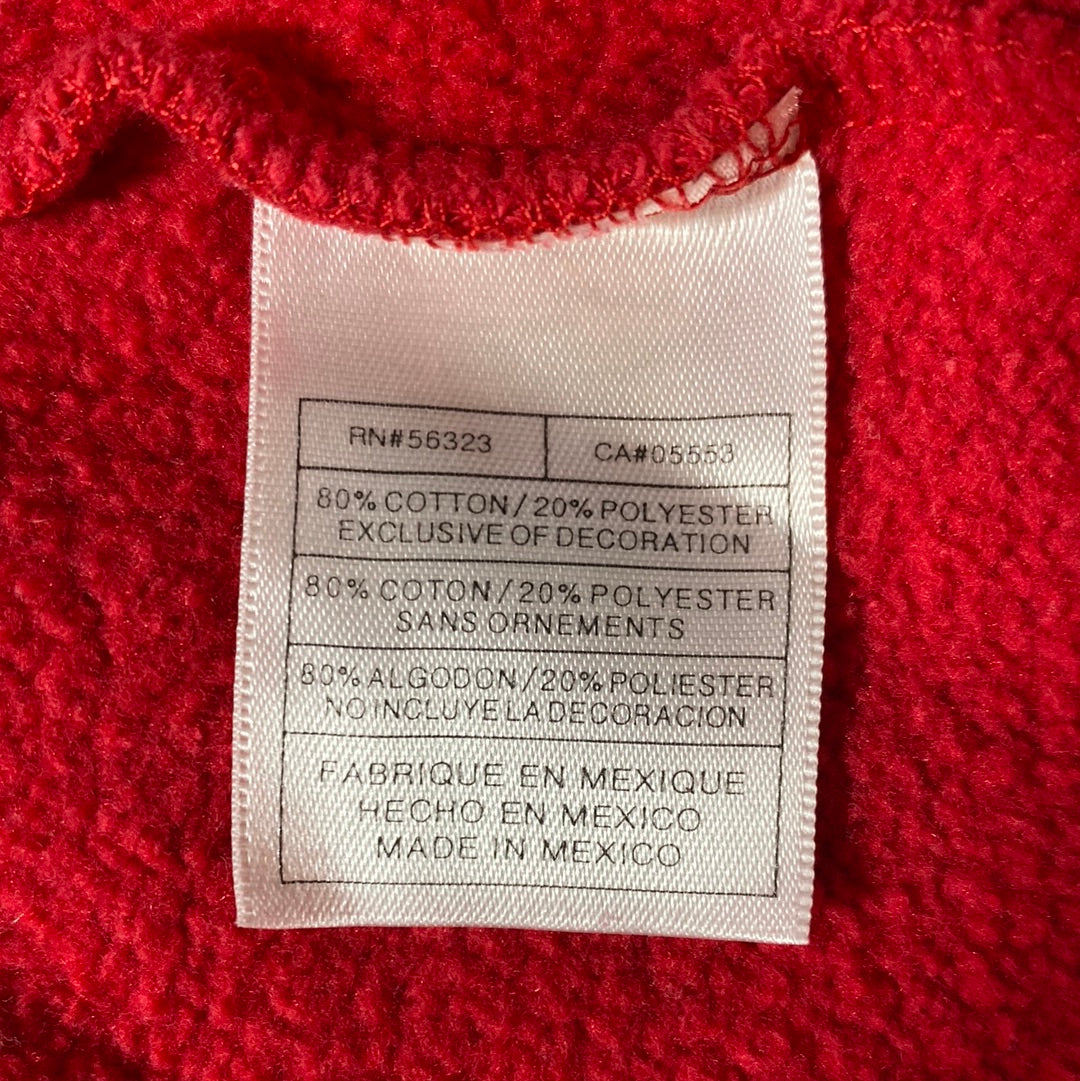 RN#56323 CA#05553
80% COTTON/20% POLYESTER
EXCLUSIVE OF DECORATION
80% COTON/20% POLYESTER
SANS ORNEMENTS
80% ALGODON/20% POLIESTER
NO INCLUYE LA DECORACION
FABRIQUE EN MEXIQUE
HECHO EN MEXICO
MADE IN MEXICO